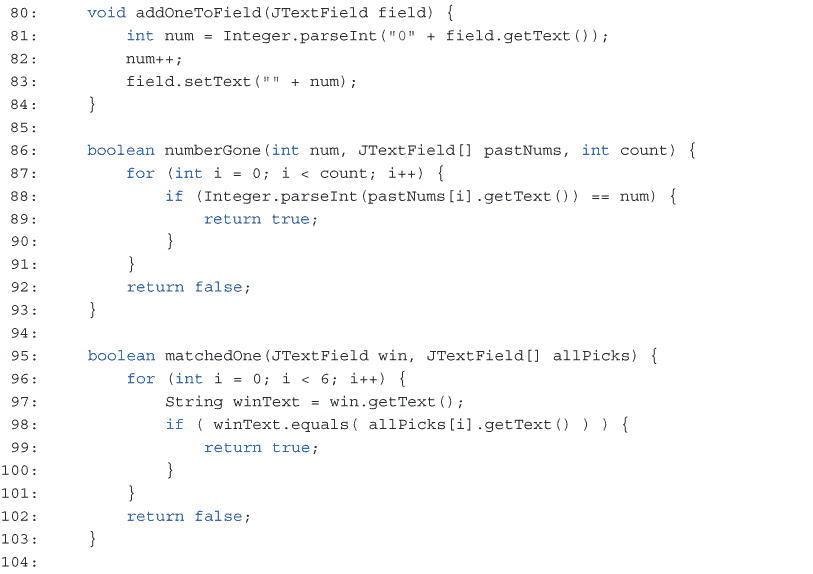 80:     void addOneToField(JTextField field) {
81:         int num = Integer.parseInt("0" + field.getText());
82:         num++;
83:         field.setText("" + num);
84:     }
85:
86:     boolean numberGone(int num, JTextField[] pastNums, int count) {
87:         for (int i = 0; i < count; i++) {
88:             if (Integer.parseInt(pastNums[i].getText()) == num) {
89:                 return true;
90:             }
91:         }
92:         return false;
93:     }
94:
95:     boolean matchedOne(JTextField win, JTextField[] allPicks) {
96:         for (int i = 0; i < 6; i++) {
97:             String winText = win.getText();
98:             if ( winText.equals( allPicks[i].getText() ) ) {
99:                 return true;
100:             }
101:         }
102:         return false;
103:     }
104: